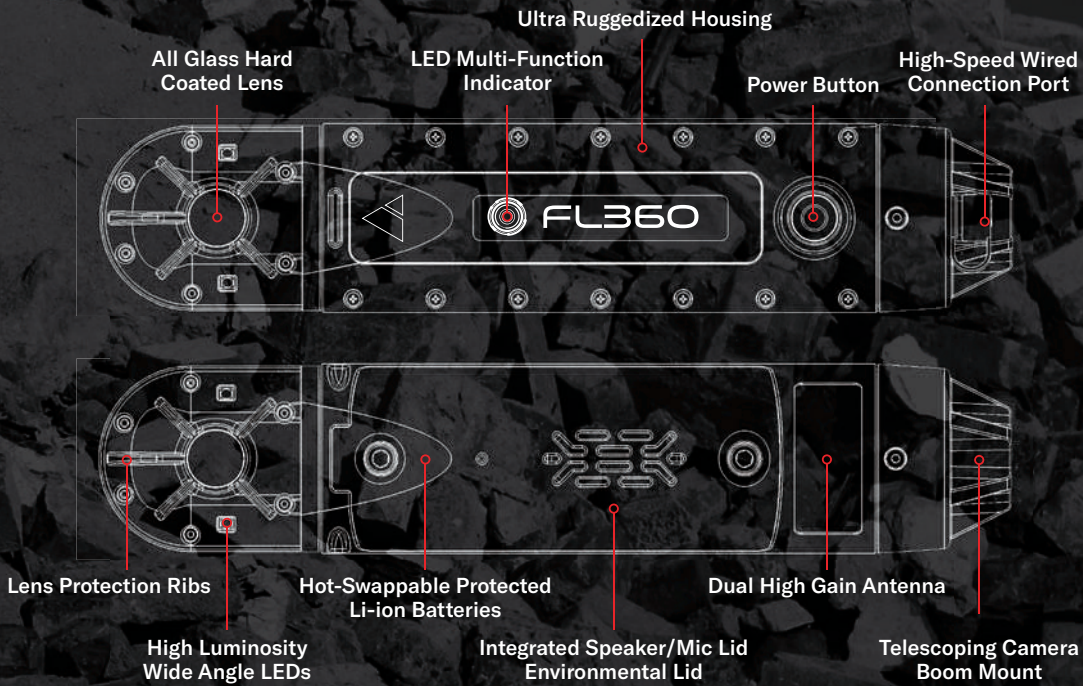 Ultra Ruggedized Housing
All Glass Hard
Coated Lens
LED Multi-Function
Indicator
Power Button
High-Speed Wired
Connection Port
FL360
Lens Protection Ribs
Hot-Swappable Protected
Li-ion Batteries
Dual High Gain Antenna
High Luminosity
Wide Angle LEDs
Integrated Speaker/Mic Lid
Environmental Lid
Telescoping Camera
Boom Mount